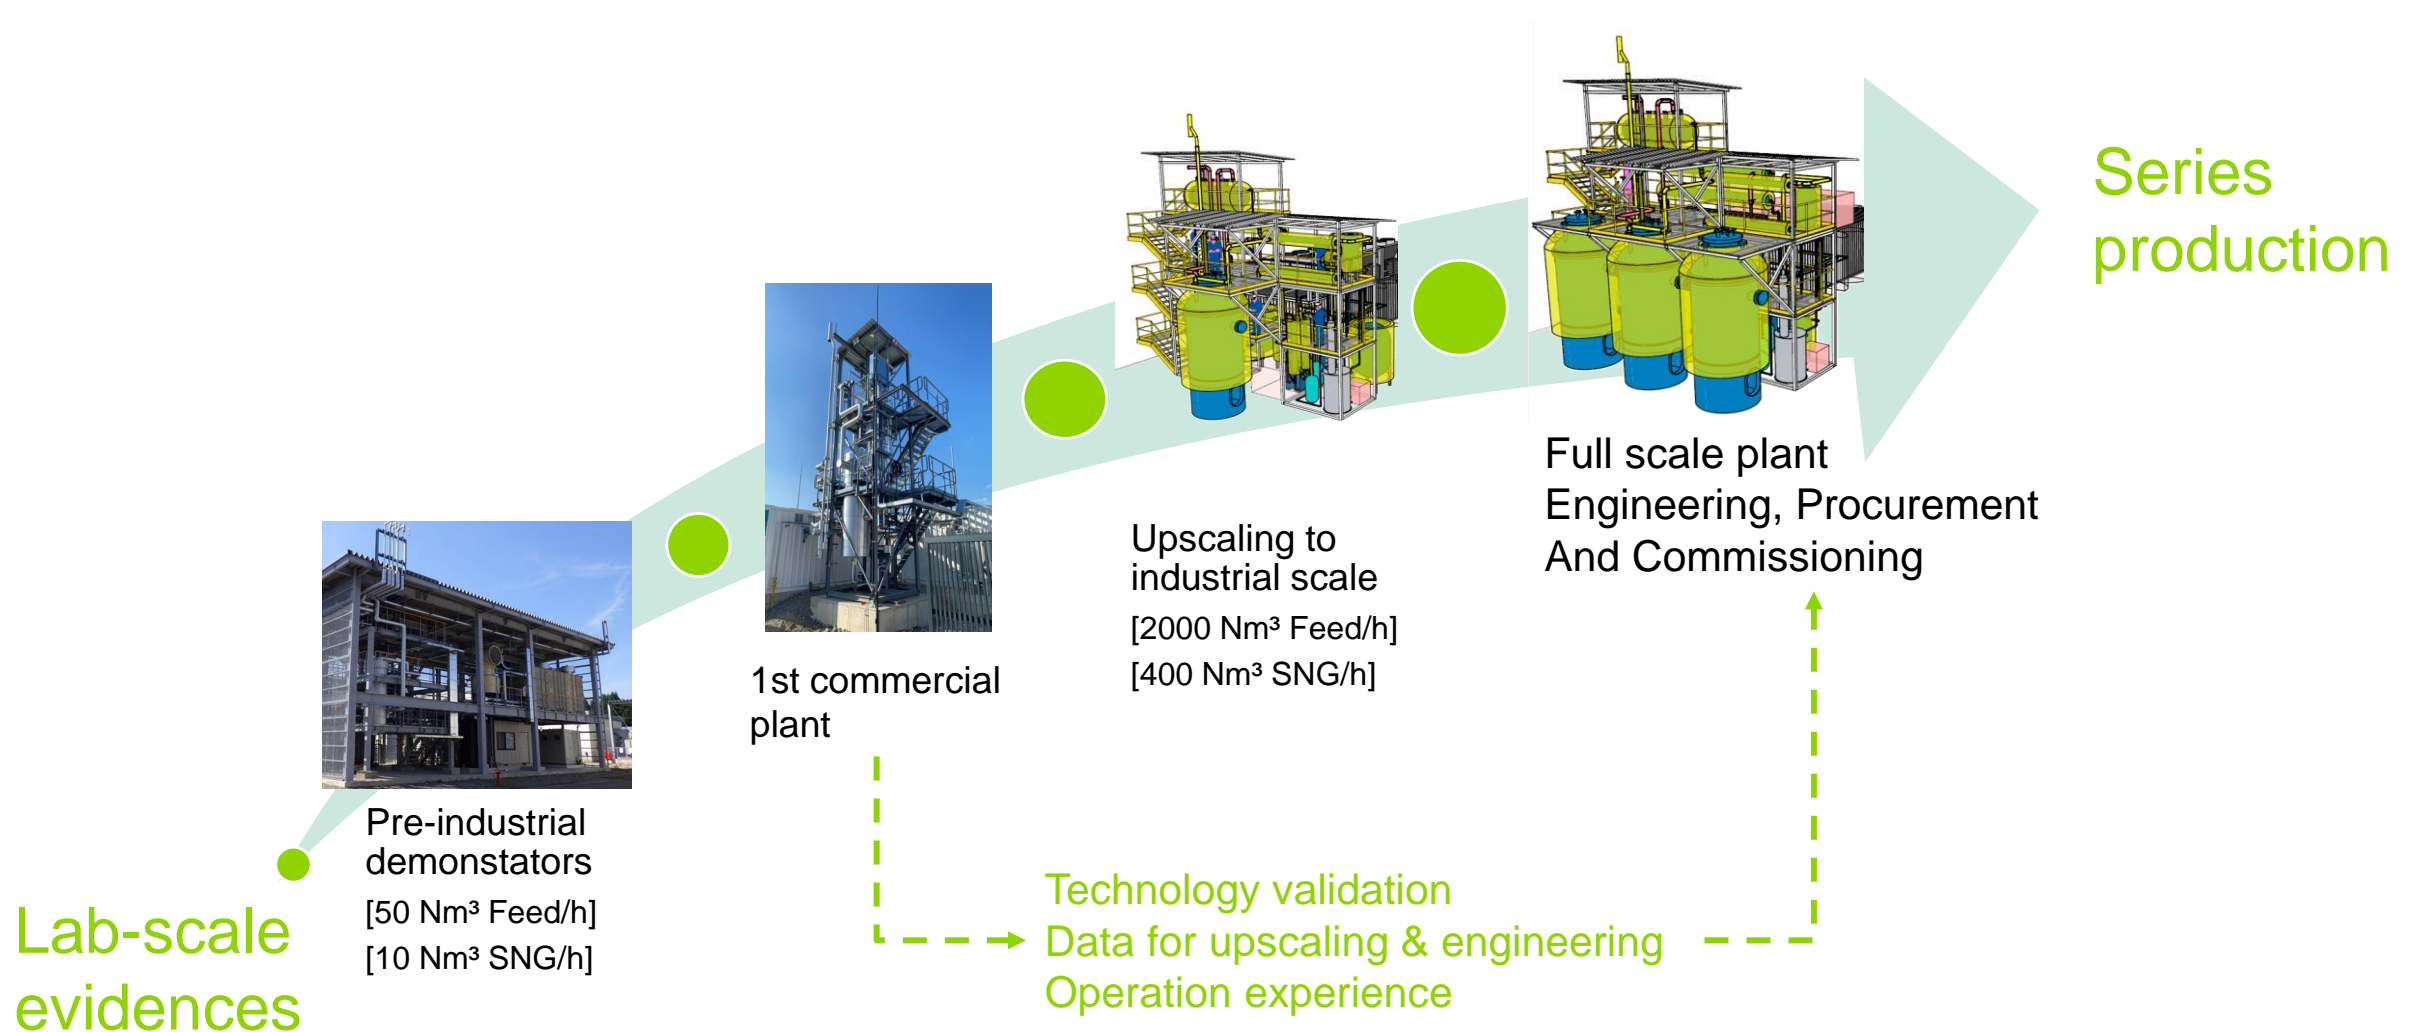 Lab-scale
evidences
Pre-industrial
demonstators
[50 Nm³ Feed/h]
[10 Nm³ SNG/h]
1st commercial
plant
Upscaling to
industrial scale
[2000 Nm³ Feed/h]
[400 Nm³ SNG/h]
Full scale plant
Engineering, Procurement
And Commissioning
Series
production
Technology validation
Data for upscaling & engineering
Operation experience